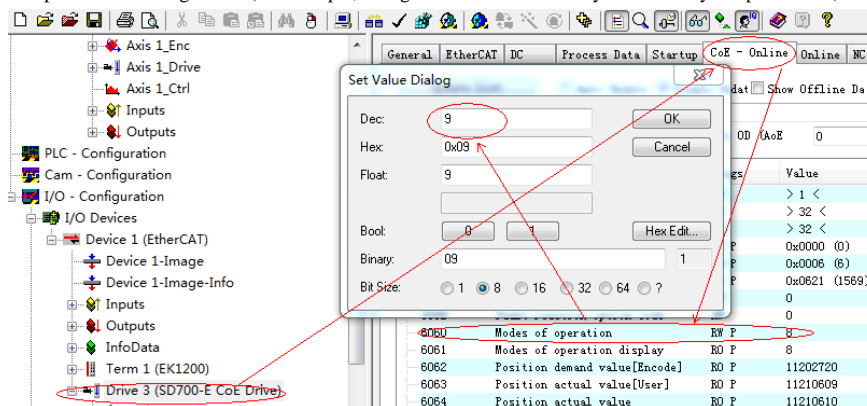 Axis 1_Enc
Axis 1_Drive
Axis 1_Ctrl
Inputs
Outputs
PLC - Configuration
Cam - Configuration
I/O - Configuration
I/O Devices
Device 1 (EtherCAT)
Device 1-Image
Device 1-Image-Info
Inputs
Outputs
InfoData
Term 1 (EK1200)
Drive 3 (SD700-E CoE Drive)
General EtherCAT DC Process Data Startup CoE - Online Online NC
Set Value Dialog
Dec: 9 OK
Hex: 0x09 Cancel
Float: 9
Bool: 0 1 Hex Edit...
Binary: 09 1
Bit Size: 1 8 16 32 64 ?
Show Offline Da
OD (AoE 0
Value
> 1 <
> 32 <
> 32 <
P 0x0000 (0)
P 0x0006 (6)
P 0x0621 (1569)
0
0
6060 Modes of operation RW P 8
6061 Modes of operation display RO P 8
6062 Position demand value[Encode] RO P 11202720
6063 Position actual value[User] RO P 11210609
6064 Position actual value RO P 11210610